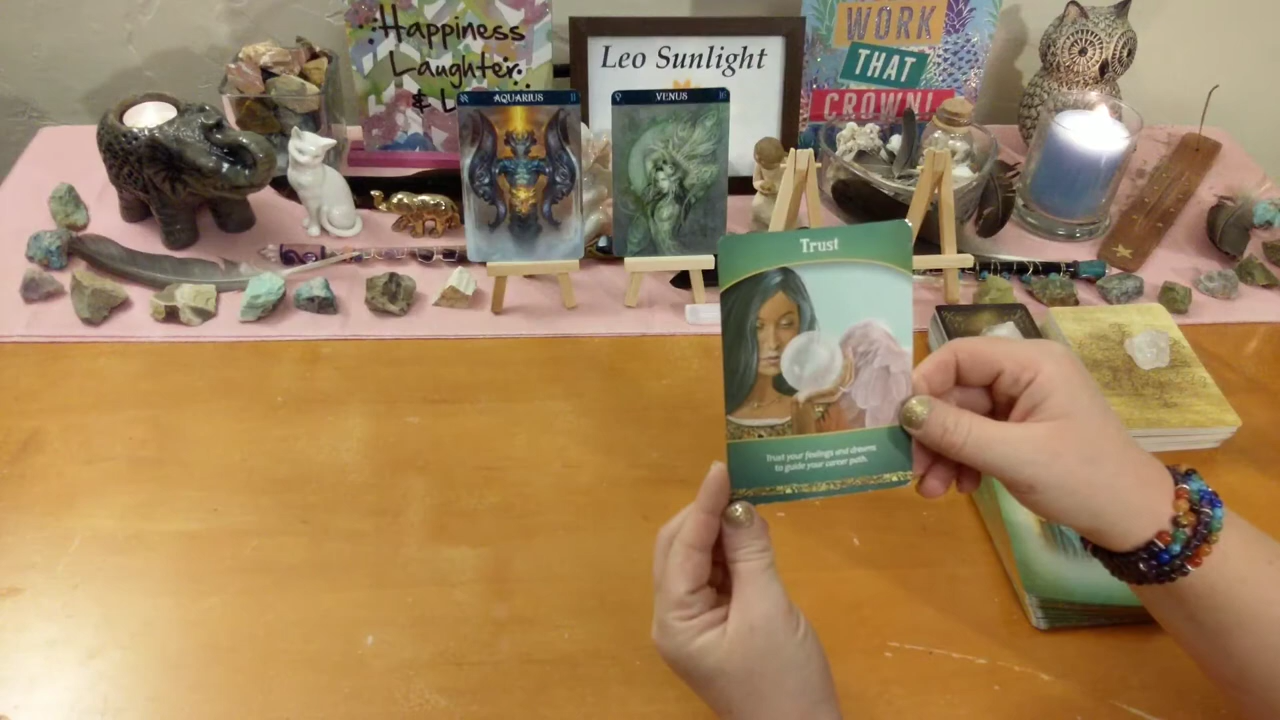 Happiness
Laughter
& L
Leo Sunlight
WORK
THAT
CROWN!
AQUARIUS 11
VENUS
Trust
Trust your feelings and dreams
to guide your career path.